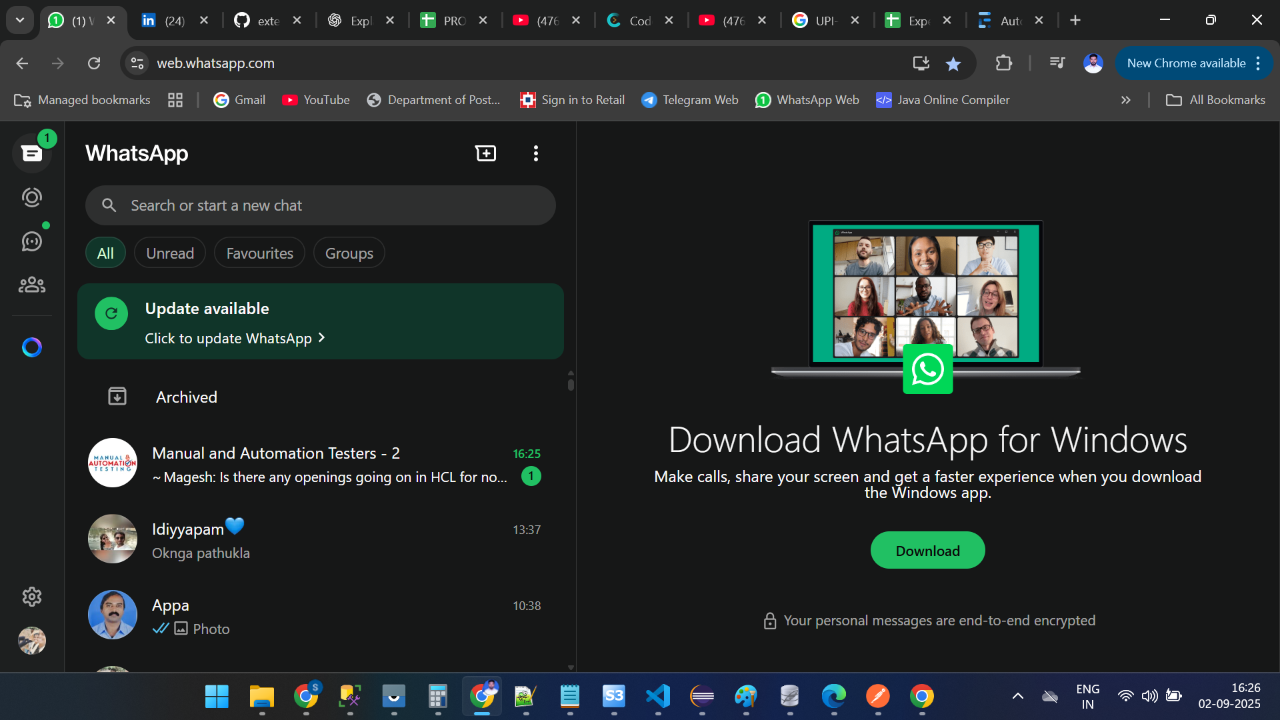 (1) W
(24)
exte
Expl
PRO
(476
Cod
(476
UPI-
Expe
Auto
web.whatsapp.com
New Chrome available
Managed bookmarks
Gmail
YouTube
Department of Post...
Sign in to Retail
Telegram Web
WhatsApp Web
Java Online Compiler
All Bookmarks
1
WhatsApp
Search or start a new chat
All
Unread
Favourites
Groups
Update available
Click to update WhatsApp
Archived
MANUAL &
AUTOMATION
TESTING
Manual and Automation Testers - 2
16:25
~ Magesh: Is there any openings going on in HCL for no...
1
Idiyyapam💙
13:37
Oknga pathukla
Appa
10:38
Photo
Download WhatsApp for Windows
Make calls, share your screen and get a faster experience when you download
the Windows app.
Download
Your personal messages are end-to-end encrypted
S
S3
ENG
IN
16:26
02-09-2025